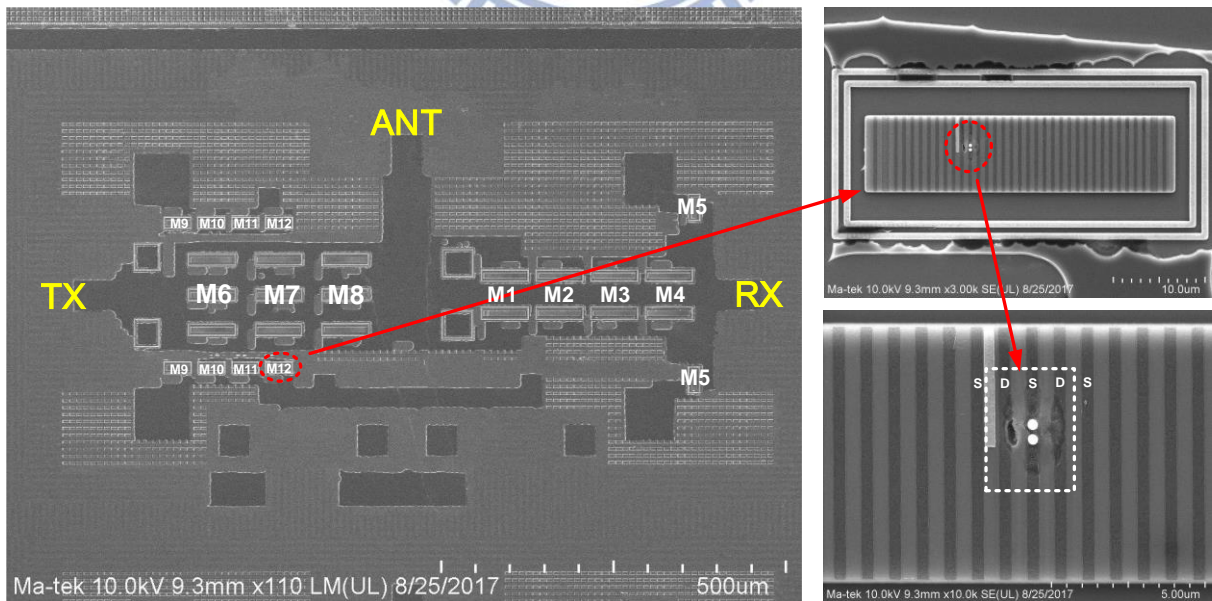 ANT
M9 M10 M11 M12
M5
TX
M6 M7 M8
M1 M2 M3 M4
RX
M9 M10 M11 M12
M5
Ma-tek 10.0kV 9.3mm x110 LM(UL) 8/25/2017
500um
Ma-tek 10.0kV 9.3mm x3.00k SE(UL) 8/25/2017
10.0um
S D S D S
Ma-tek 10.0kV 9.3mm x10.0k SE(UL) 8/25/2017
5.00um